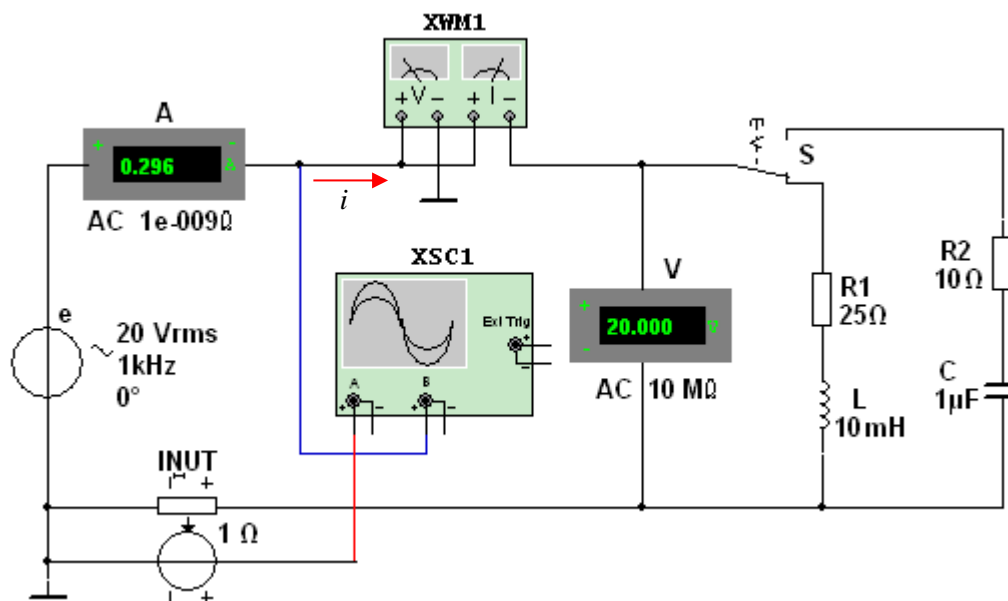 XWM1
+ V − + I −
A
+ −
0.296 A
AC 1e-009Ω
i
S
XSC1
Ext Trig
+
−
A B
+ − + −
V
+
20.000 V
−
AC 10 MΩ
R1
25Ω
R2
10Ω
L
10mH
C
1µF
e
20 Vrms
1kHz
0°
INUT
I +
1 Ω
I +